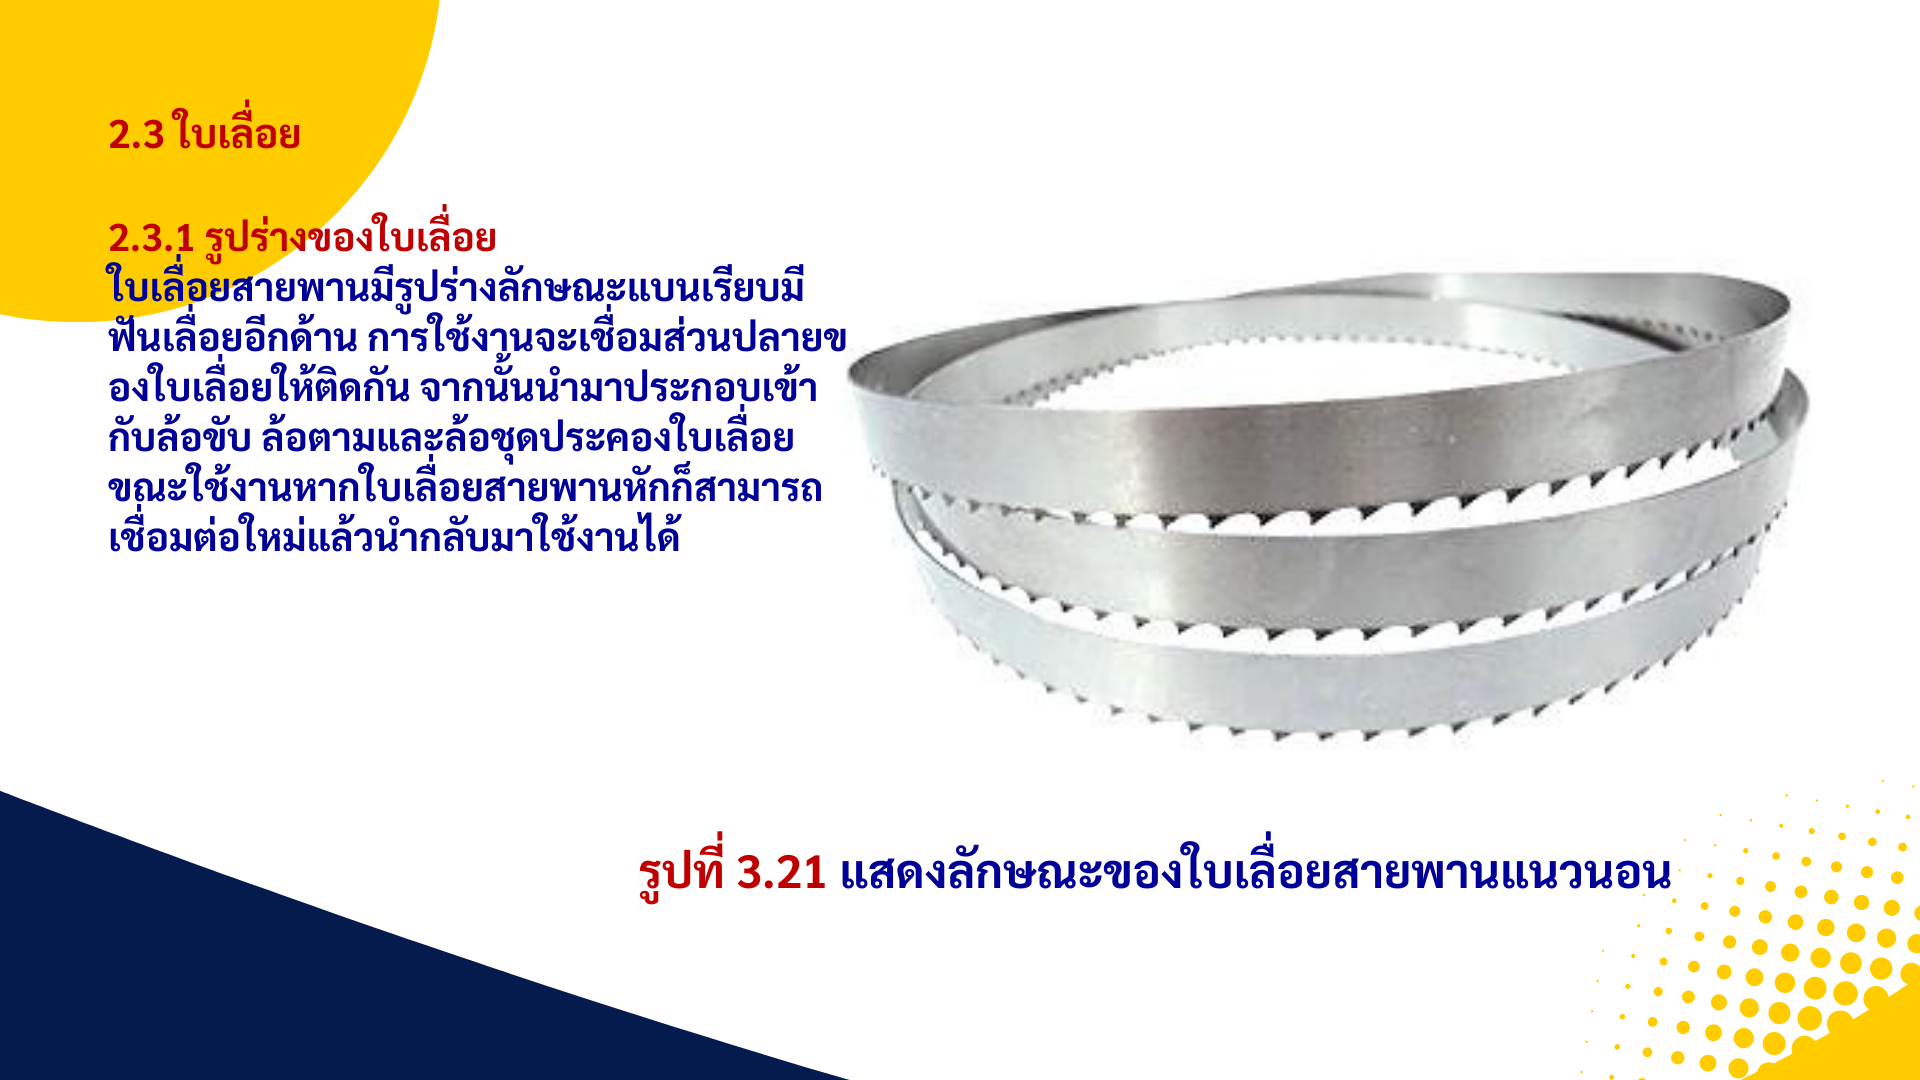 2.3 ใบเลื่อย
2.3.1 รูปร่างของใบเลื่อย
ใบเลื่อยสายพานมีรูปร่างลักษณะแบนเรียบมี
ฟันเลื่อยอีกด้าน การใช้งานจะเชื่อมส่วนปลายข
องใบเลื่อยให้ติดกัน จากนั้นนำมาประกอบเข้า
กับล้อขับ ล้อตามและล้อชุดประคองใบเลื่อย
ขณะใช้งานหากใบเลื่อยสายพานหักก็สามารถ
เชื่อมต่อใหม่แล้วนำกลับมาใช้งานได้
รูปที่ 3.21 แสดงลักษณะของใบเลื่อยสายพานแนวนอน